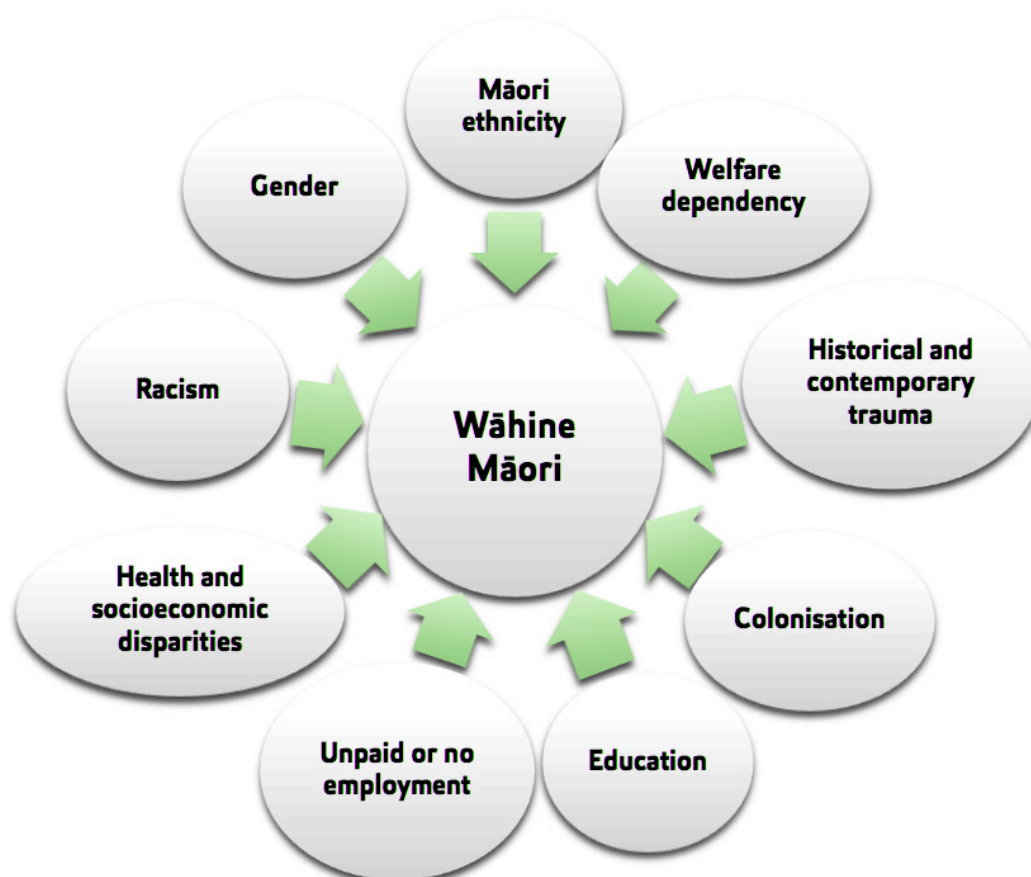 Māori
ethnicity
Welfare
dependency
Historical and
contemporary
trauma
Colonisation
Education
Unpaid or no
employment
Health and
socioeconomic
disparities
Racism
Gender
Wāhine
Māori